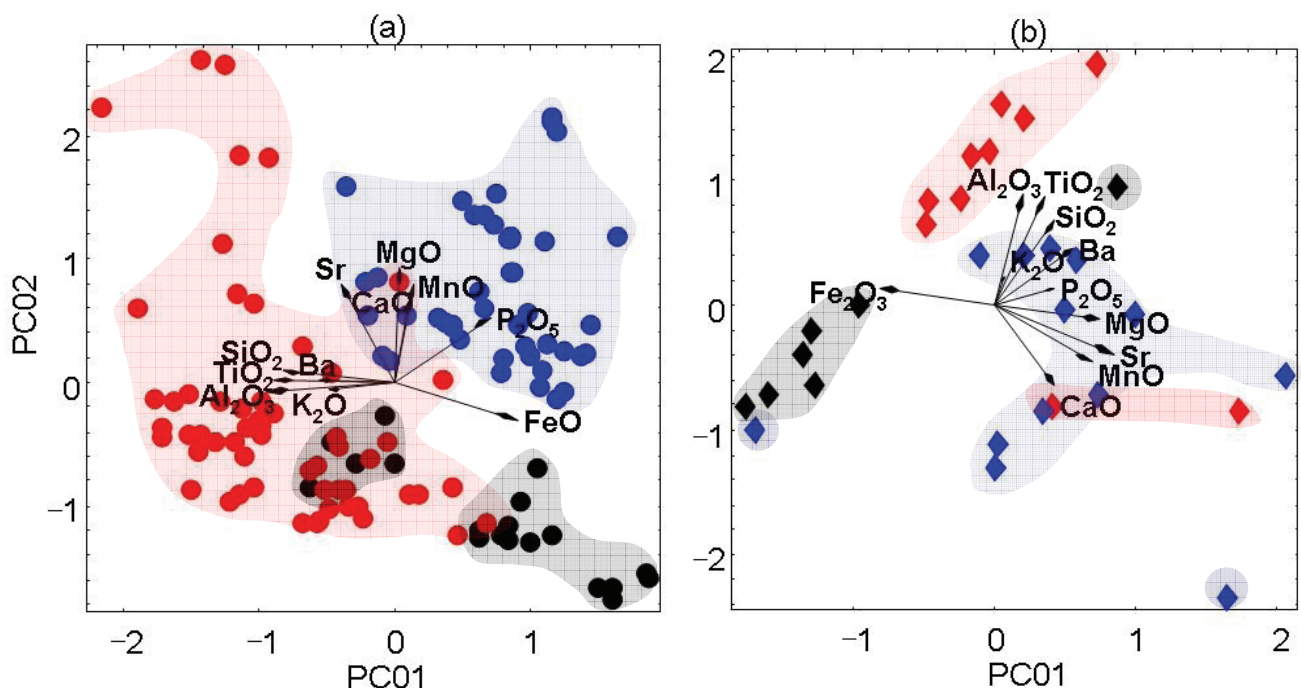 (a)
(b)
PC02
2
1
0
−1
−2
−1
0
1
PC01
MgO
Sr
CaO
MnO
P₂O₅
SiO₂
Ba
TiO₂
Al₂O₃
K₂O
FeO
2
1
0
−1
−2
−1
0
1
2
PC01
Al₂O₃
TiO₂
SiO₂
Ba
K₂O
Fe₂O₃
P₂O₅
MgO
Sr
MnO
CaO